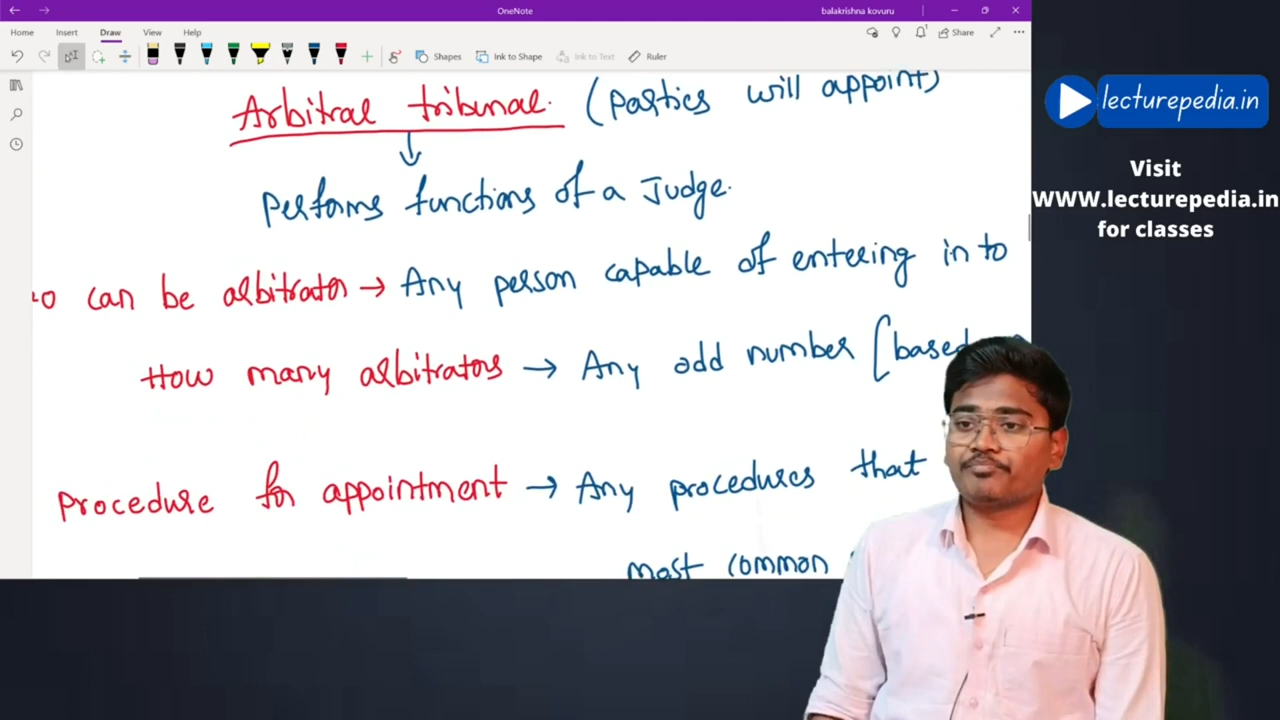 OneNote
balakrishna kovuru
Home Insert Draw View Help
Share
Shapes Ink to Shape Ink to Text Ruler
Arbitral tribunal. (Parties will appoint)
Performs functions of a Judge.
can be arbitrator → Any person capable of entering in to
How many arbitrators → Any odd number [based
Procedure for appointment → Any procedures that
most common
lecturepedia.in
Visit
WWW.lecturepedia.in
for classes